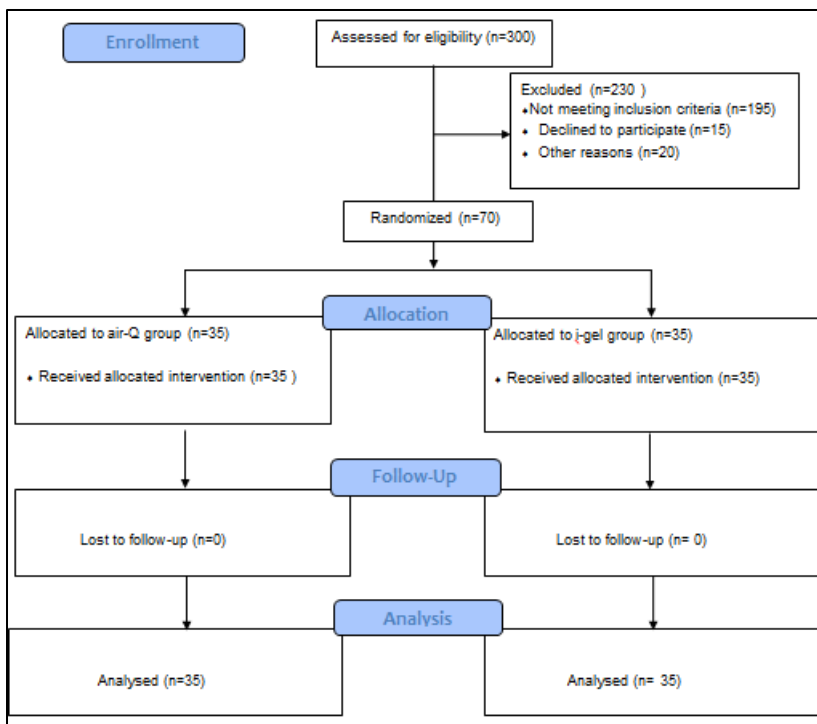 Enrollment
Assessed for eligibility (n=300)
Excluded (n=230 )
♦Not meeting inclusion criteria (n=195)
♦ Declined to participate (n=15)
♦ Other reasons (n=20)
Randomized (n=70)
Allocation
Allocated to air-Q group (n=35)
♦ Received allocated intervention (n=35 )
Allocated to i-gel group (n=35)
♦ Received allocated intervention (n=35)
Follow-Up
Lost to follow-up (n=0)
Lost to follow-up (n= 0)
Analysis
Analysed (n=35)
Analysed (n= 35)